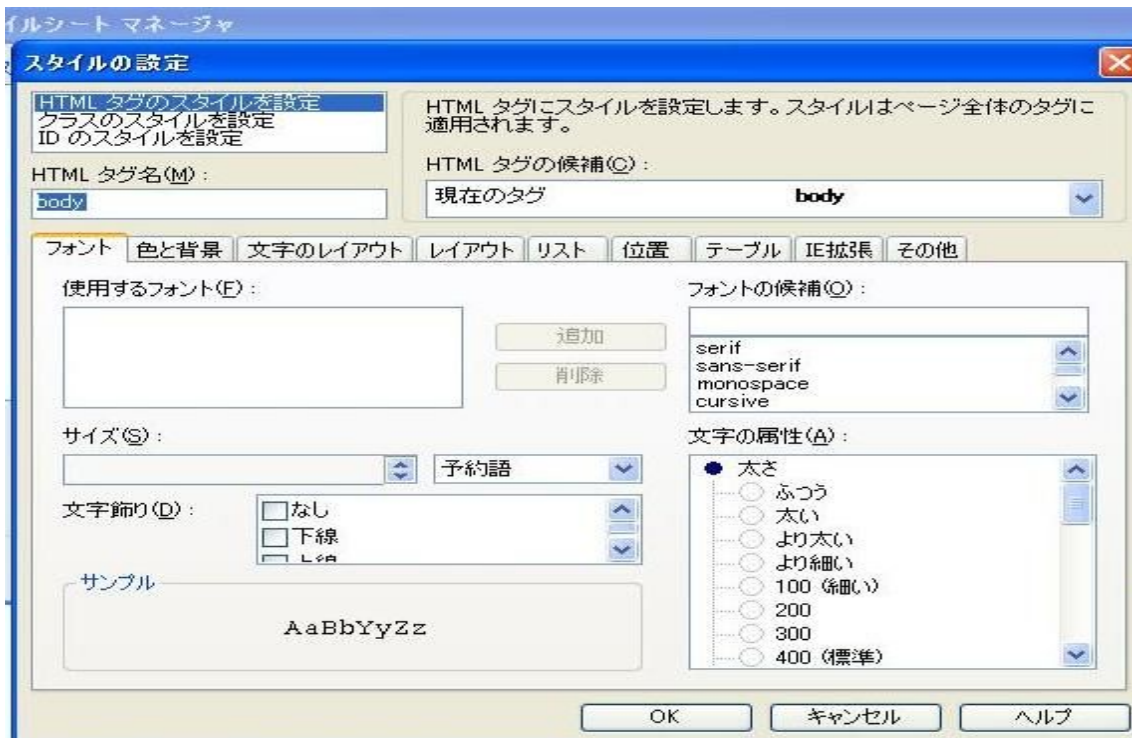 イルシート マネージャ
スタイルの設定
HTML タグのスタイルを設定
クラスのスタイルを設定
ID のスタイルを設定
HTML タグにスタイルを設定します。スタイルはページ全体のタグに
適用されます。
HTML タグ名(M):
body
HTML タグの候補(C):
現在のタグ body
フォント 色と背景 文字のレイアウト レイアウト リスト 位置 テーブル IE拡張 その他
使用するフォント(F):
追加
削除
フォントの候補(O):
serif
sans-serif
monospace
cursive
サイズ(S):
予約語
文字飾り(D):
なし
下線
文字の属性(A):
太さ
ふつう
太い
より太い
より細い
100 (細い)
200
300
400 (標準)
サンプル
AaBbYyZz
OK キャンセル ヘルプ